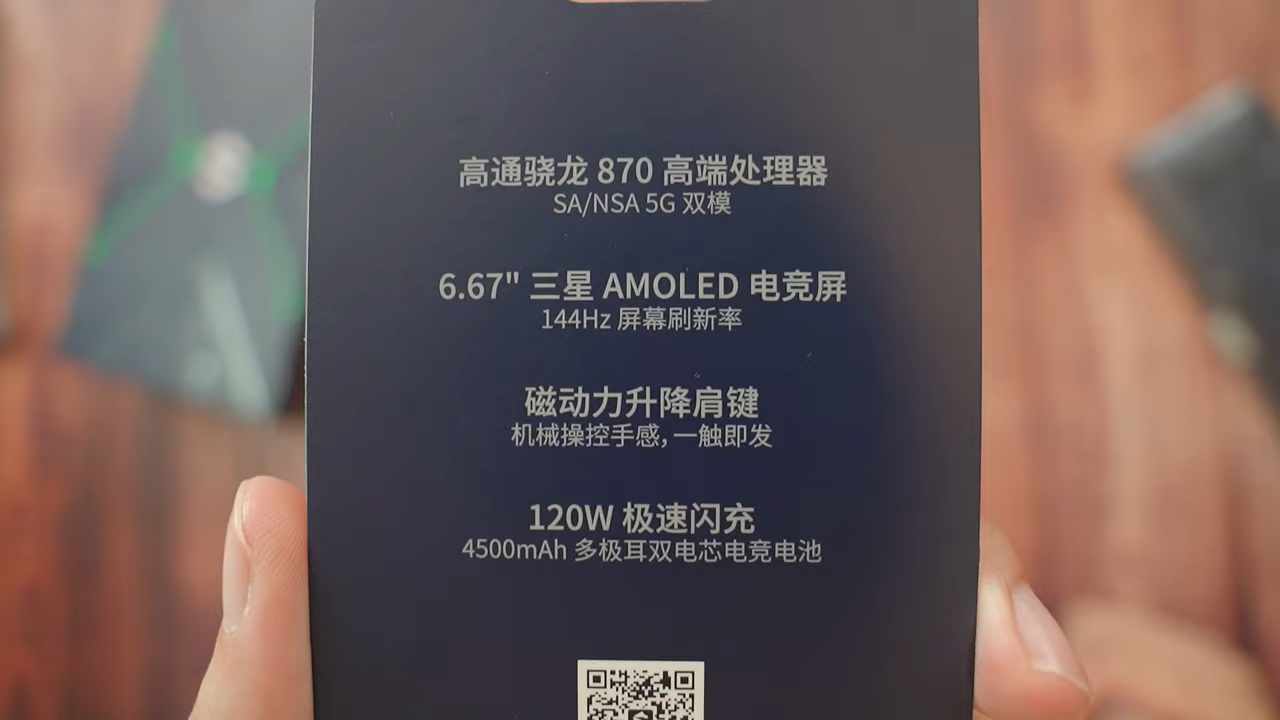 高通骁龙 870 高端处理器
SA/NSA 5G 双模
6.67" 三星 AMOLED 电竞屏
144Hz 屏幕刷新率
磁动力升降肩键
机械操控手感,一触即发
120W 极速闪充
4500mAh 多极耳双电芯电竞电池